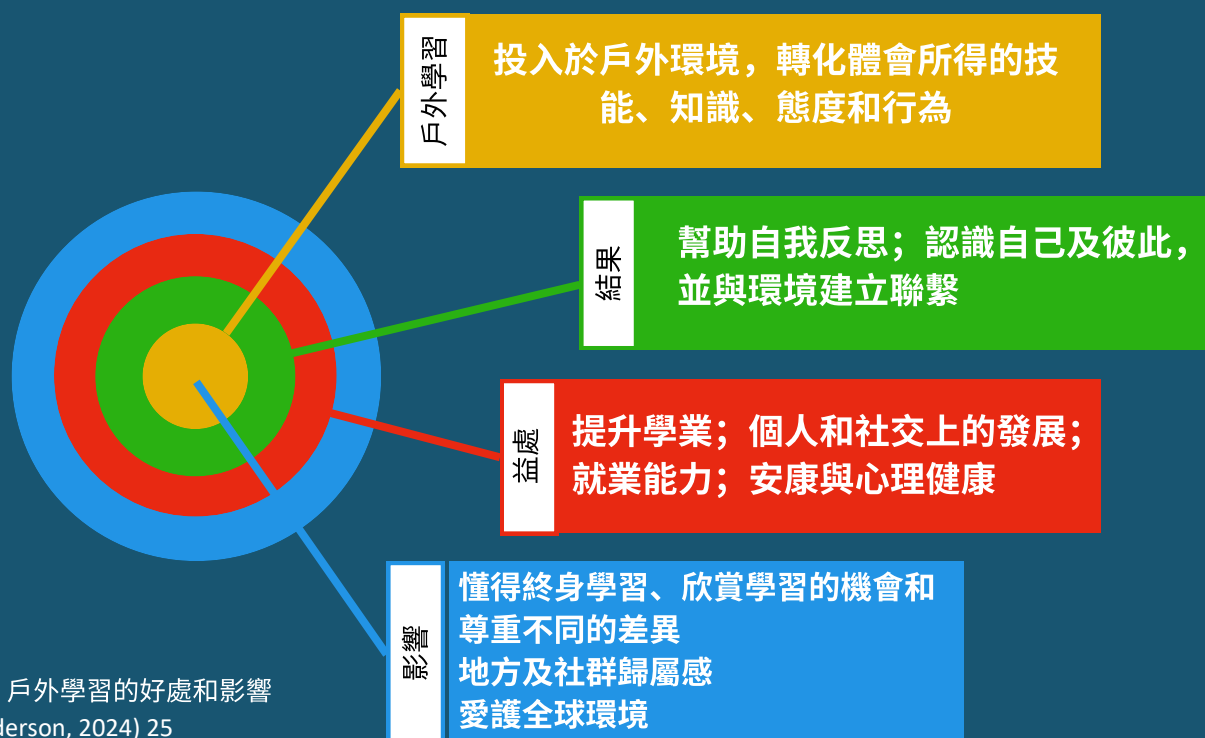 戶外學習
投入於戶外環境，轉化體會所得的技
能、知識、態度和行為
結果
幫助自我反思；認識自己及彼此，
並與環境建立聯繫
益處
提升學業；個人和社交上的發展；
就業能力；安康與心理健康
影響
懂得終身學習、欣賞學習的機會和
尊重不同的差異
地方及社群歸屬感
愛護全球環境
戶外學習的好處和影響
derson, 2024) 25